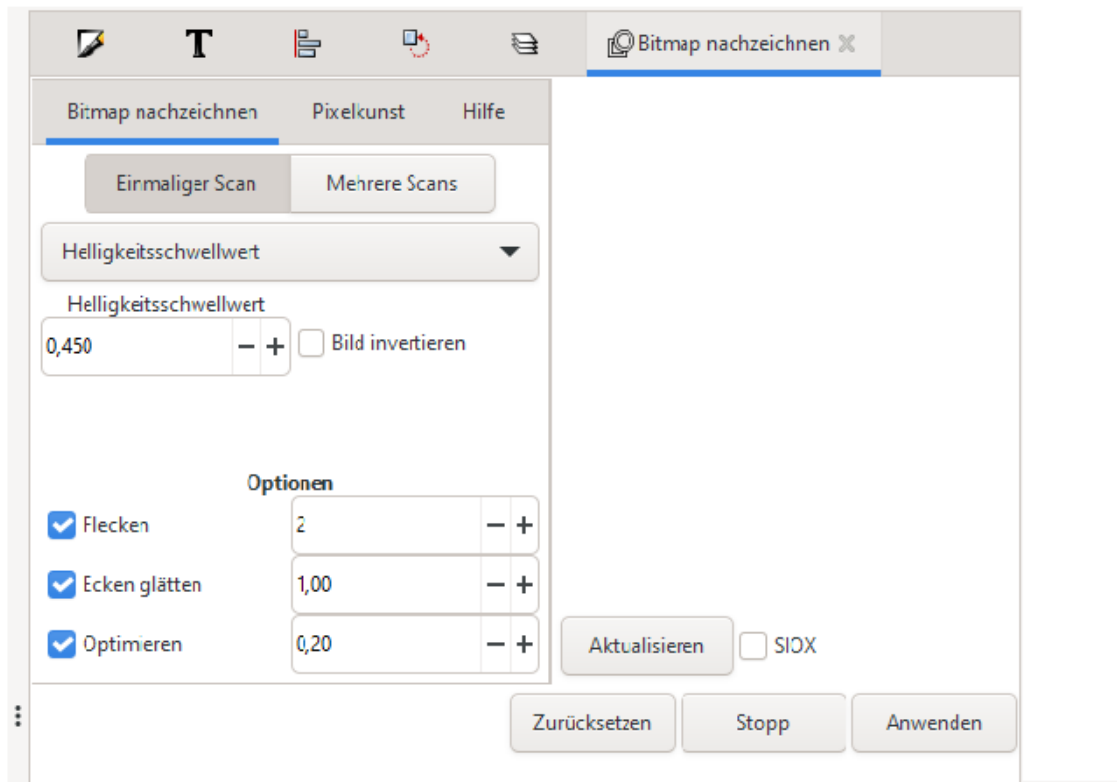 Bitmap nachzeichnen
Bitmap nachzeichnen Pixelkunst Hilfe
Einmaliger Scan Mehrere Scans
Helligkeitsschwellwert
Helligkeitsschwellwert
0,450 Bild invertieren
Optionen
Flecken 2
Ecken glätten 1,00
Optimieren 0,20
Aktualisieren SIOX
Zurücksetzen Stopp Anwenden